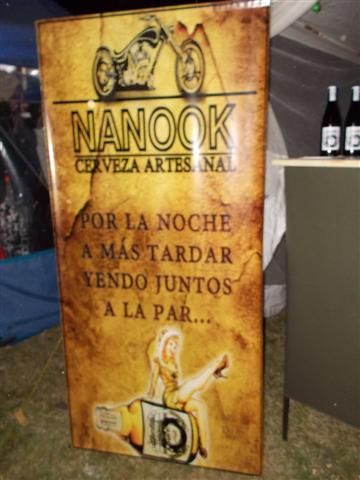 NANOOK
CERVEZA ARTESANAL
POR LA NOCHE
A MÁS TARDAR
YENDO JUNTOS
A LA PAR...